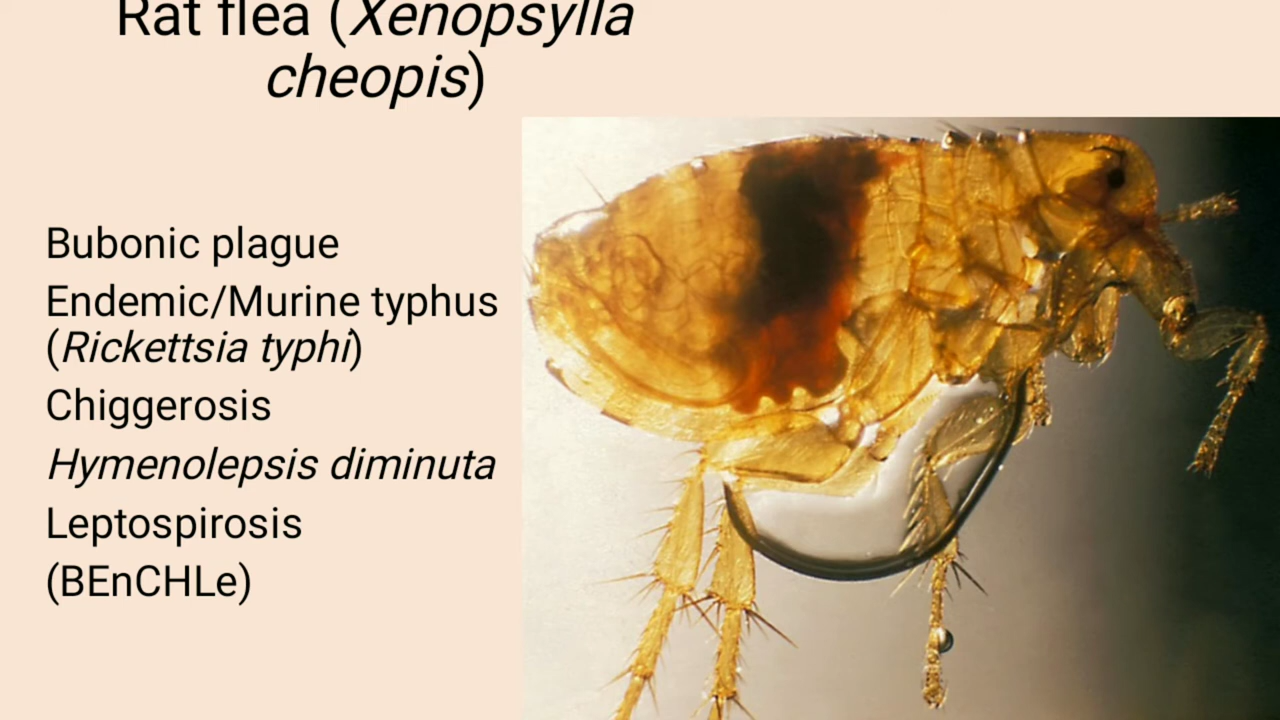 Rat flea (Xenopsylla
cheopis)
Bubonic plague
Endemic/Murine typhus
(Rickettsia typhi)
Chiggerosis
Hymenolepsis diminuta
Leptospirosis
(BEnCHLe)